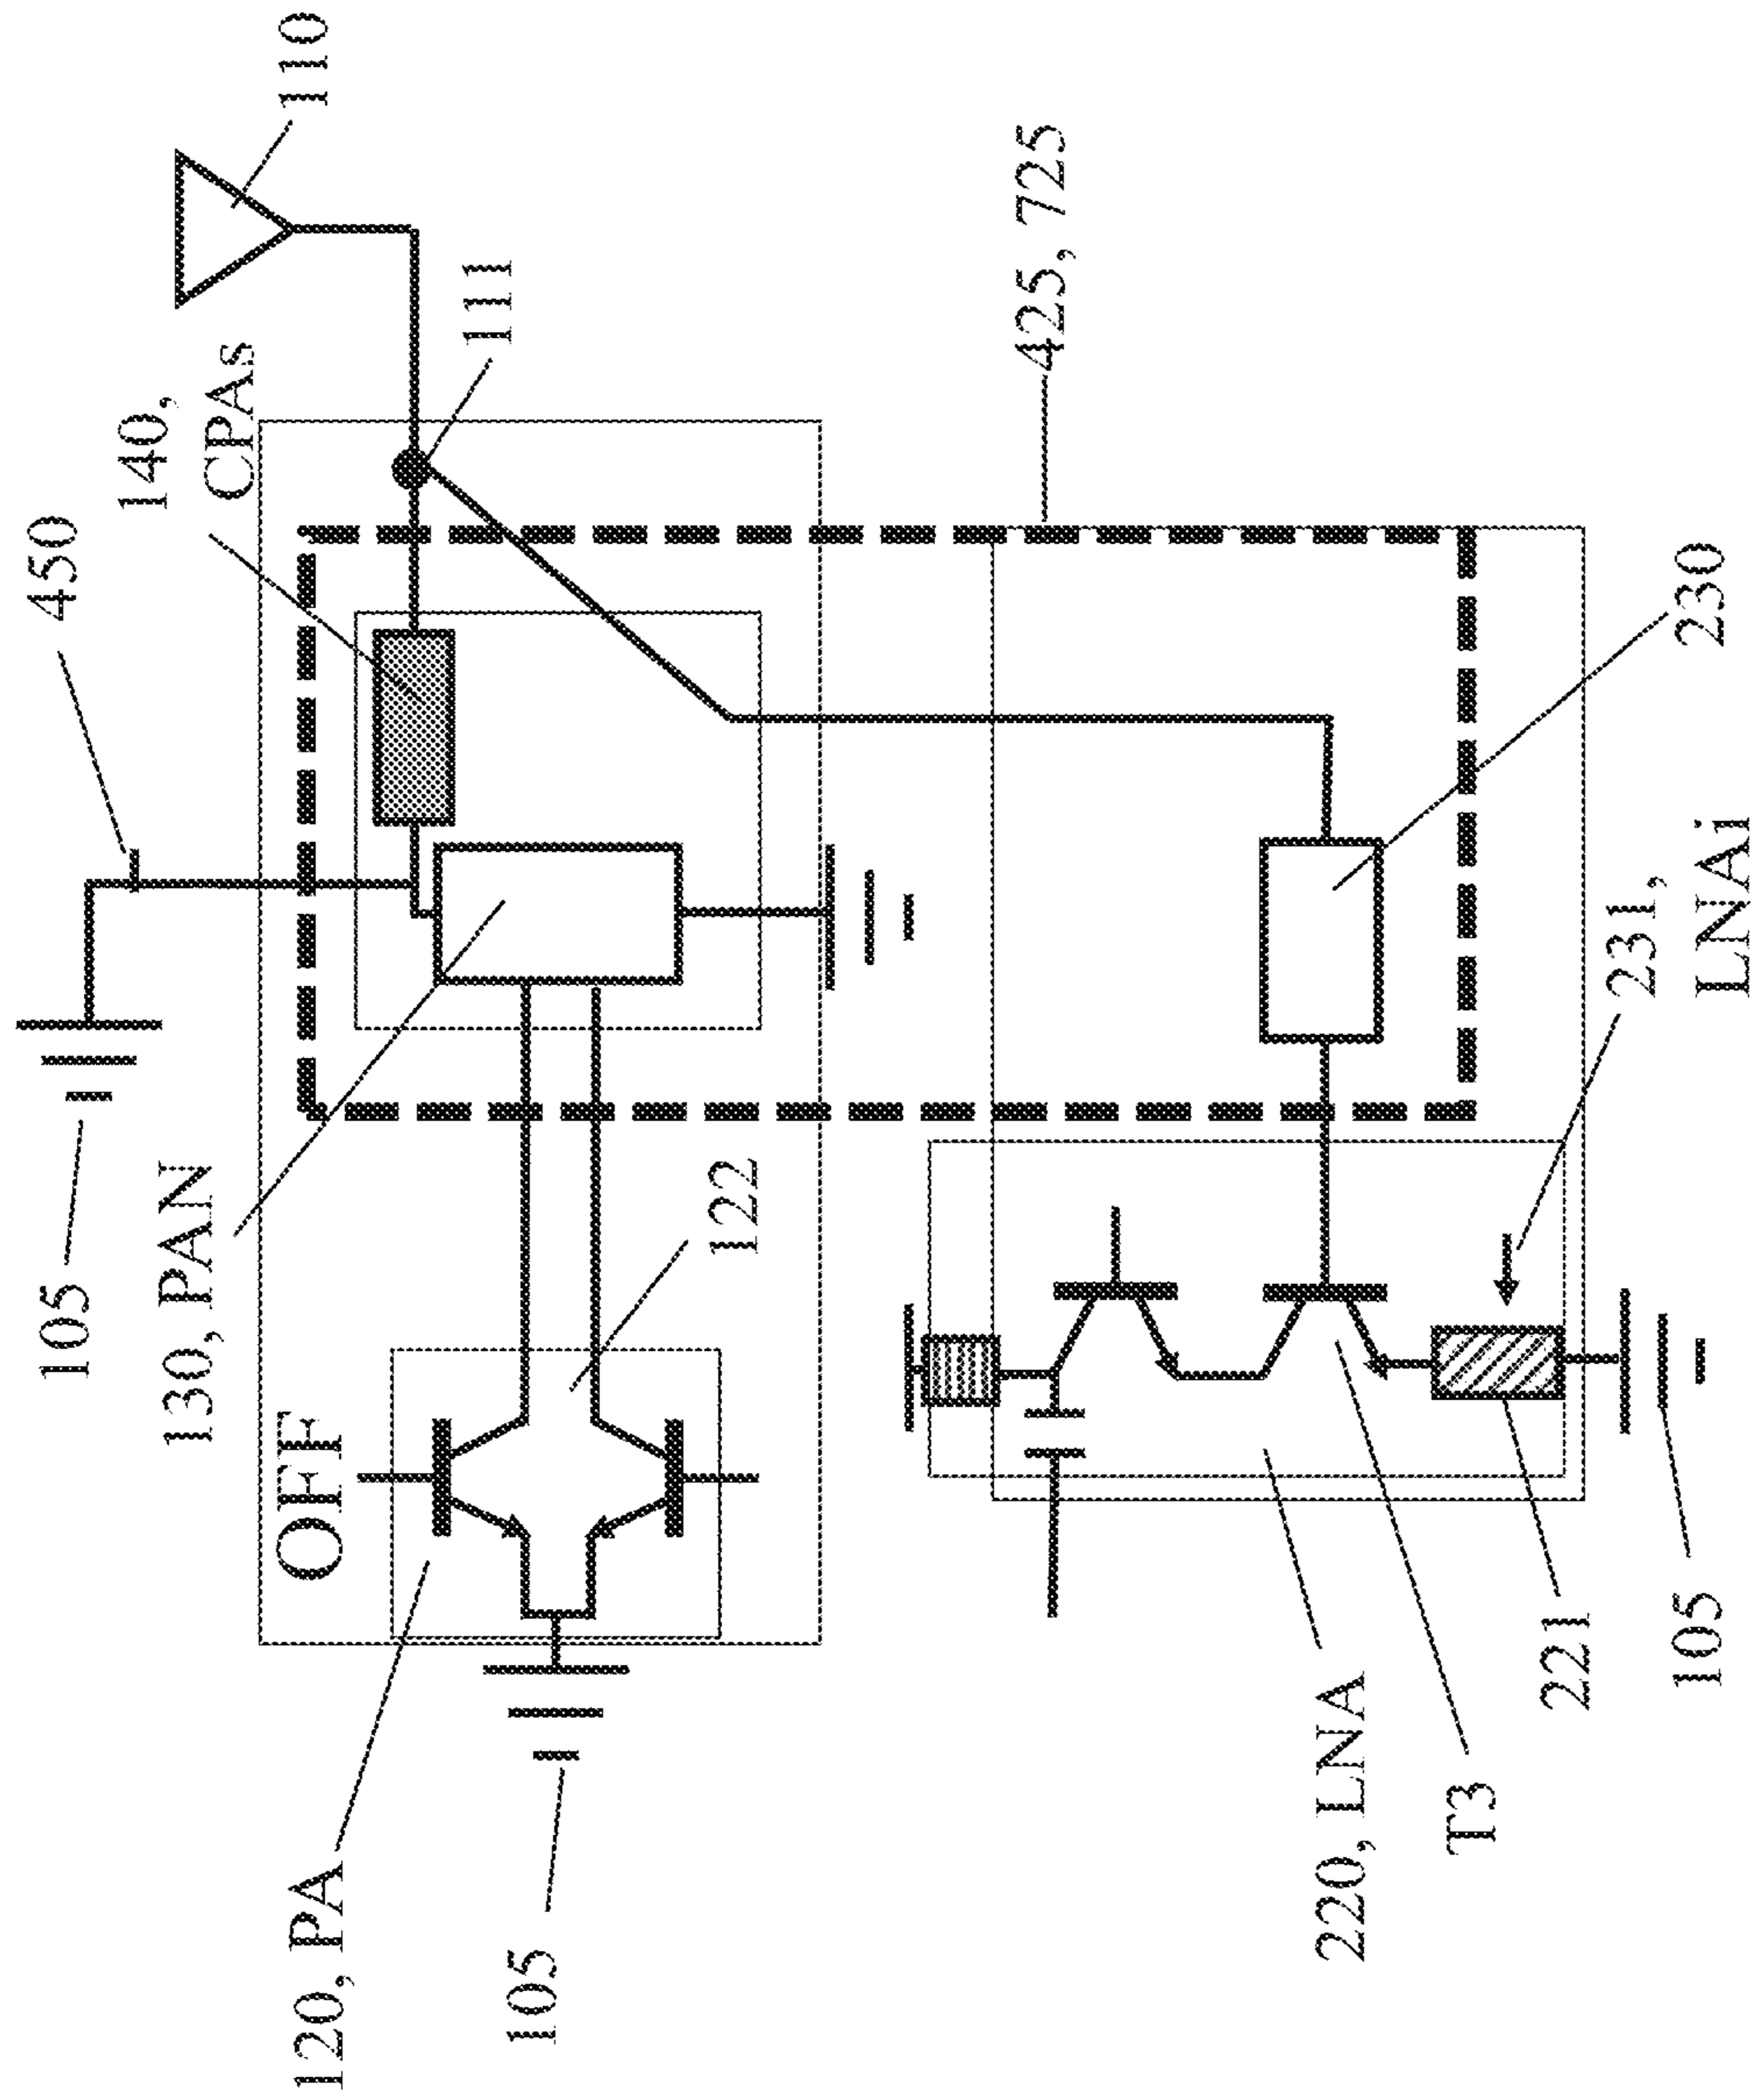 120, PA
OFF
130, PAN
105
450
140,
CPAs
110
111
122
105
425, 725
220, LNA
T3
221
105
231,
LNAi
230